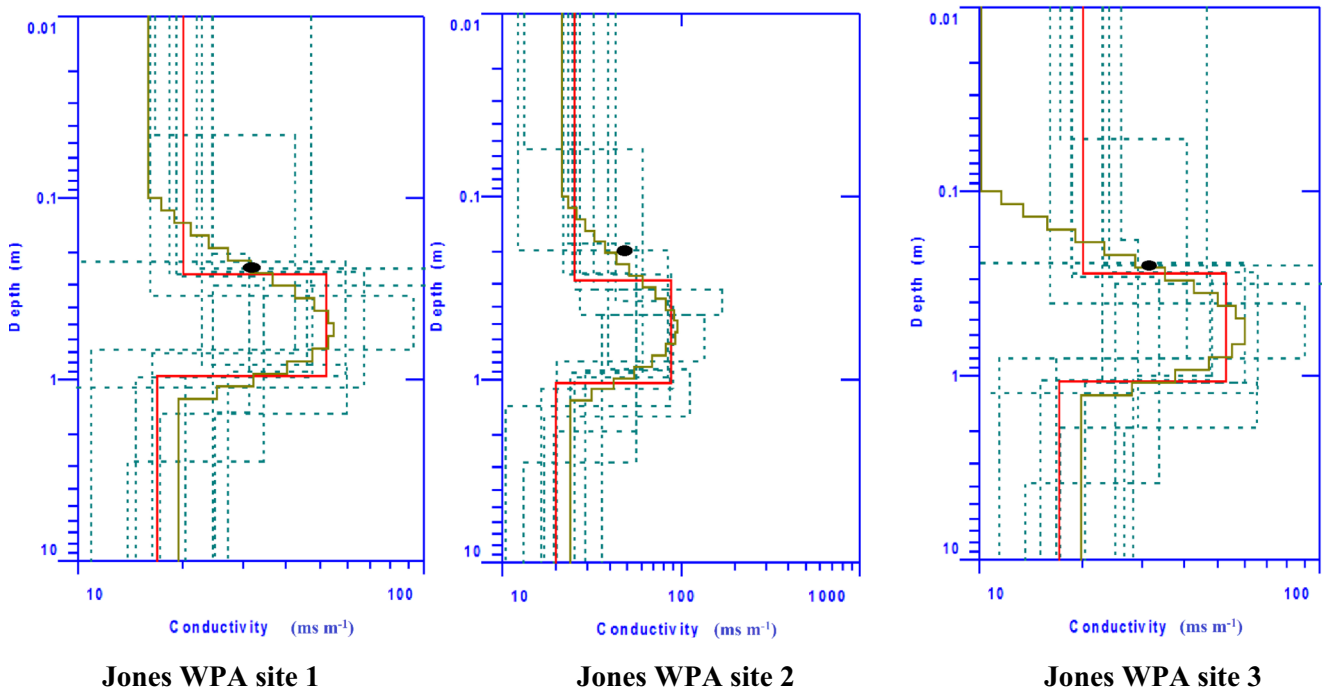 0.01
0.1
1
10
Depth (m)
10 100
Conductivity (ms m⁻¹)
Jones WPA site 1
0.01
0.1
1
10
Depth (m)
10 100 1000
Conductivity (ms m⁻¹)
Jones WPA site 2
0.01
0.1
1
10
Depth (m)
10 100
Conductivity (ms m⁻¹)
Jones WPA site 3